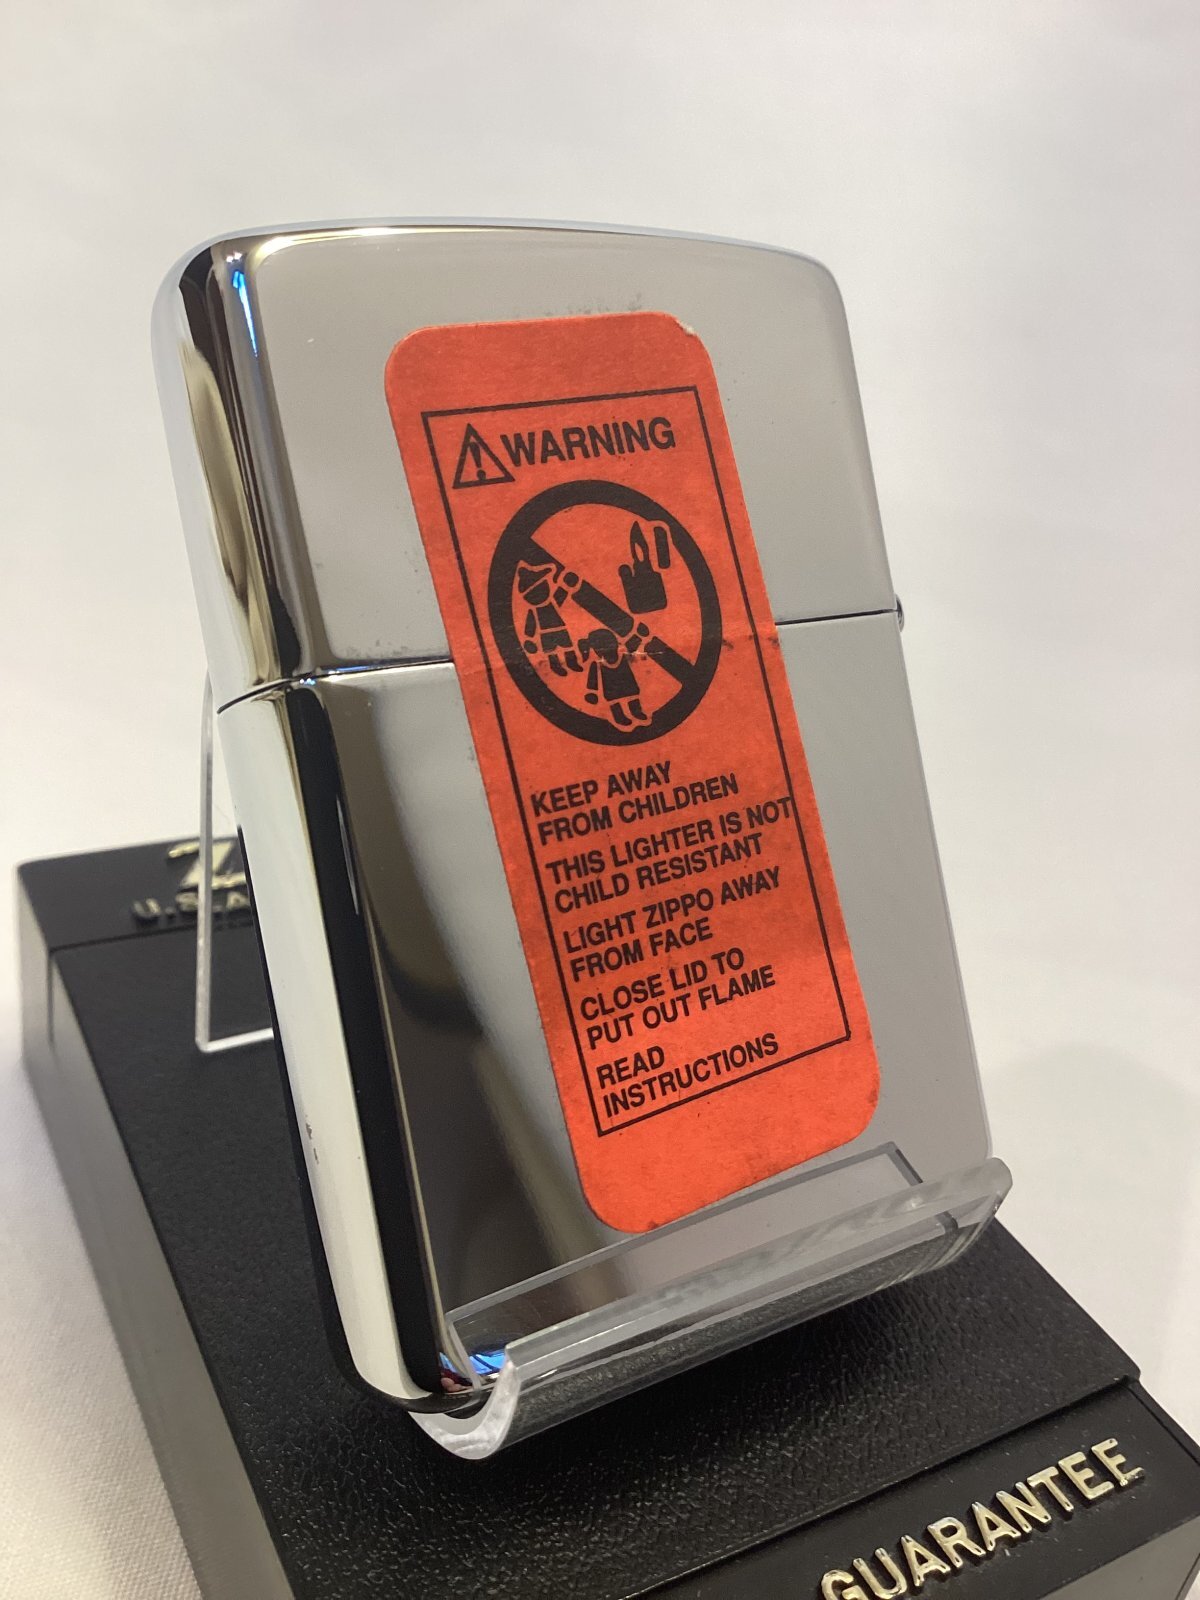 WARNING
KEEP AWAY
FROM CHILDREN
THIS LIGHTER IS NOT
CHILD RESISTANT
LIGHT ZIPPO AWAY
FROM FACE
CLOSE LID TO
PUT OUT FLAME
READ
INSTRUCTIONS
U.S.A
GUARANTEE